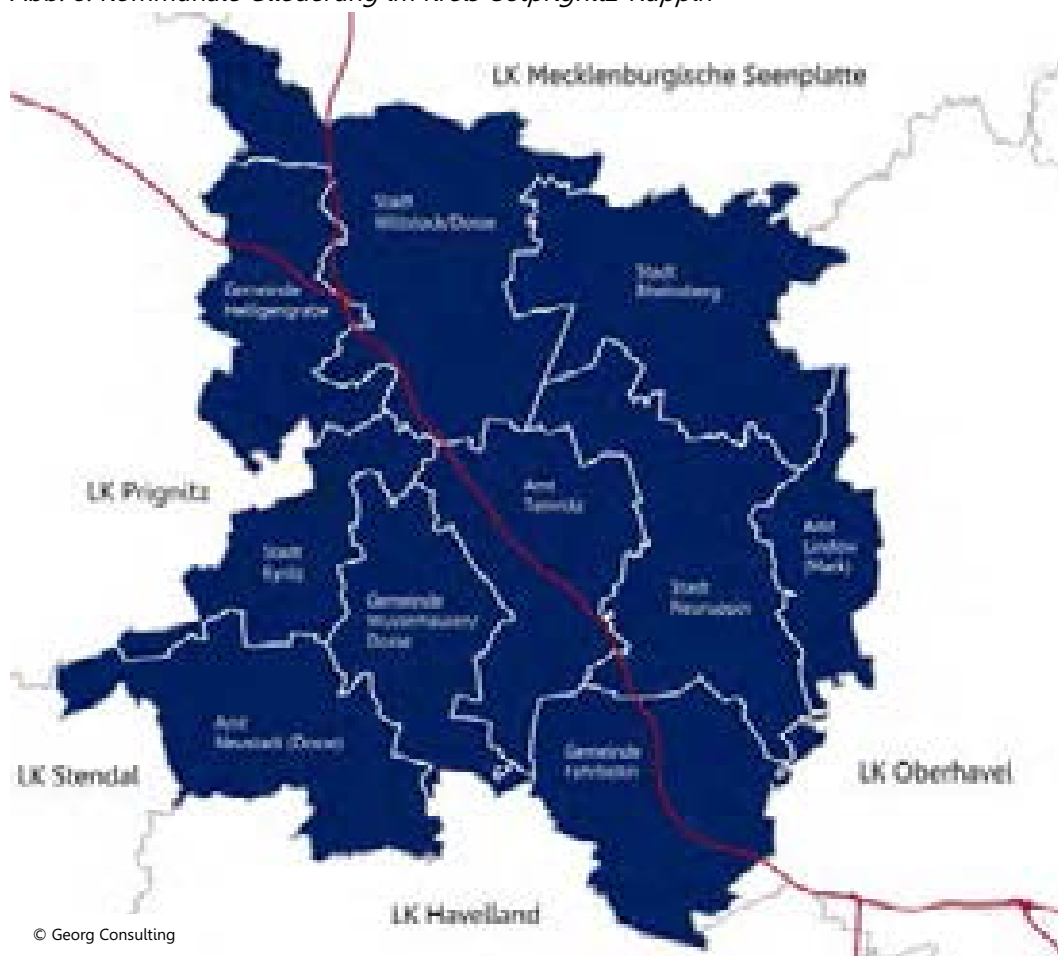 LK Mecklenburgische Seenplatte
Stadt
Wittstock/Dosse
Stadt
Rheinsberg
Gemeinde
Heiligengrabe
LK Prignitz
Amt
Temnitz
Amt
Lindow
(Mark)
Stadt
Kyritz
Gemeinde
Wusterhausen/
Dosse
Stadt
Neuruppin
Amt
Neustadt (Dosse)
Gemeinde
Fehrbellin
LK Stendal
LK Oberhavel
LK Havelland
© Georg Consulting